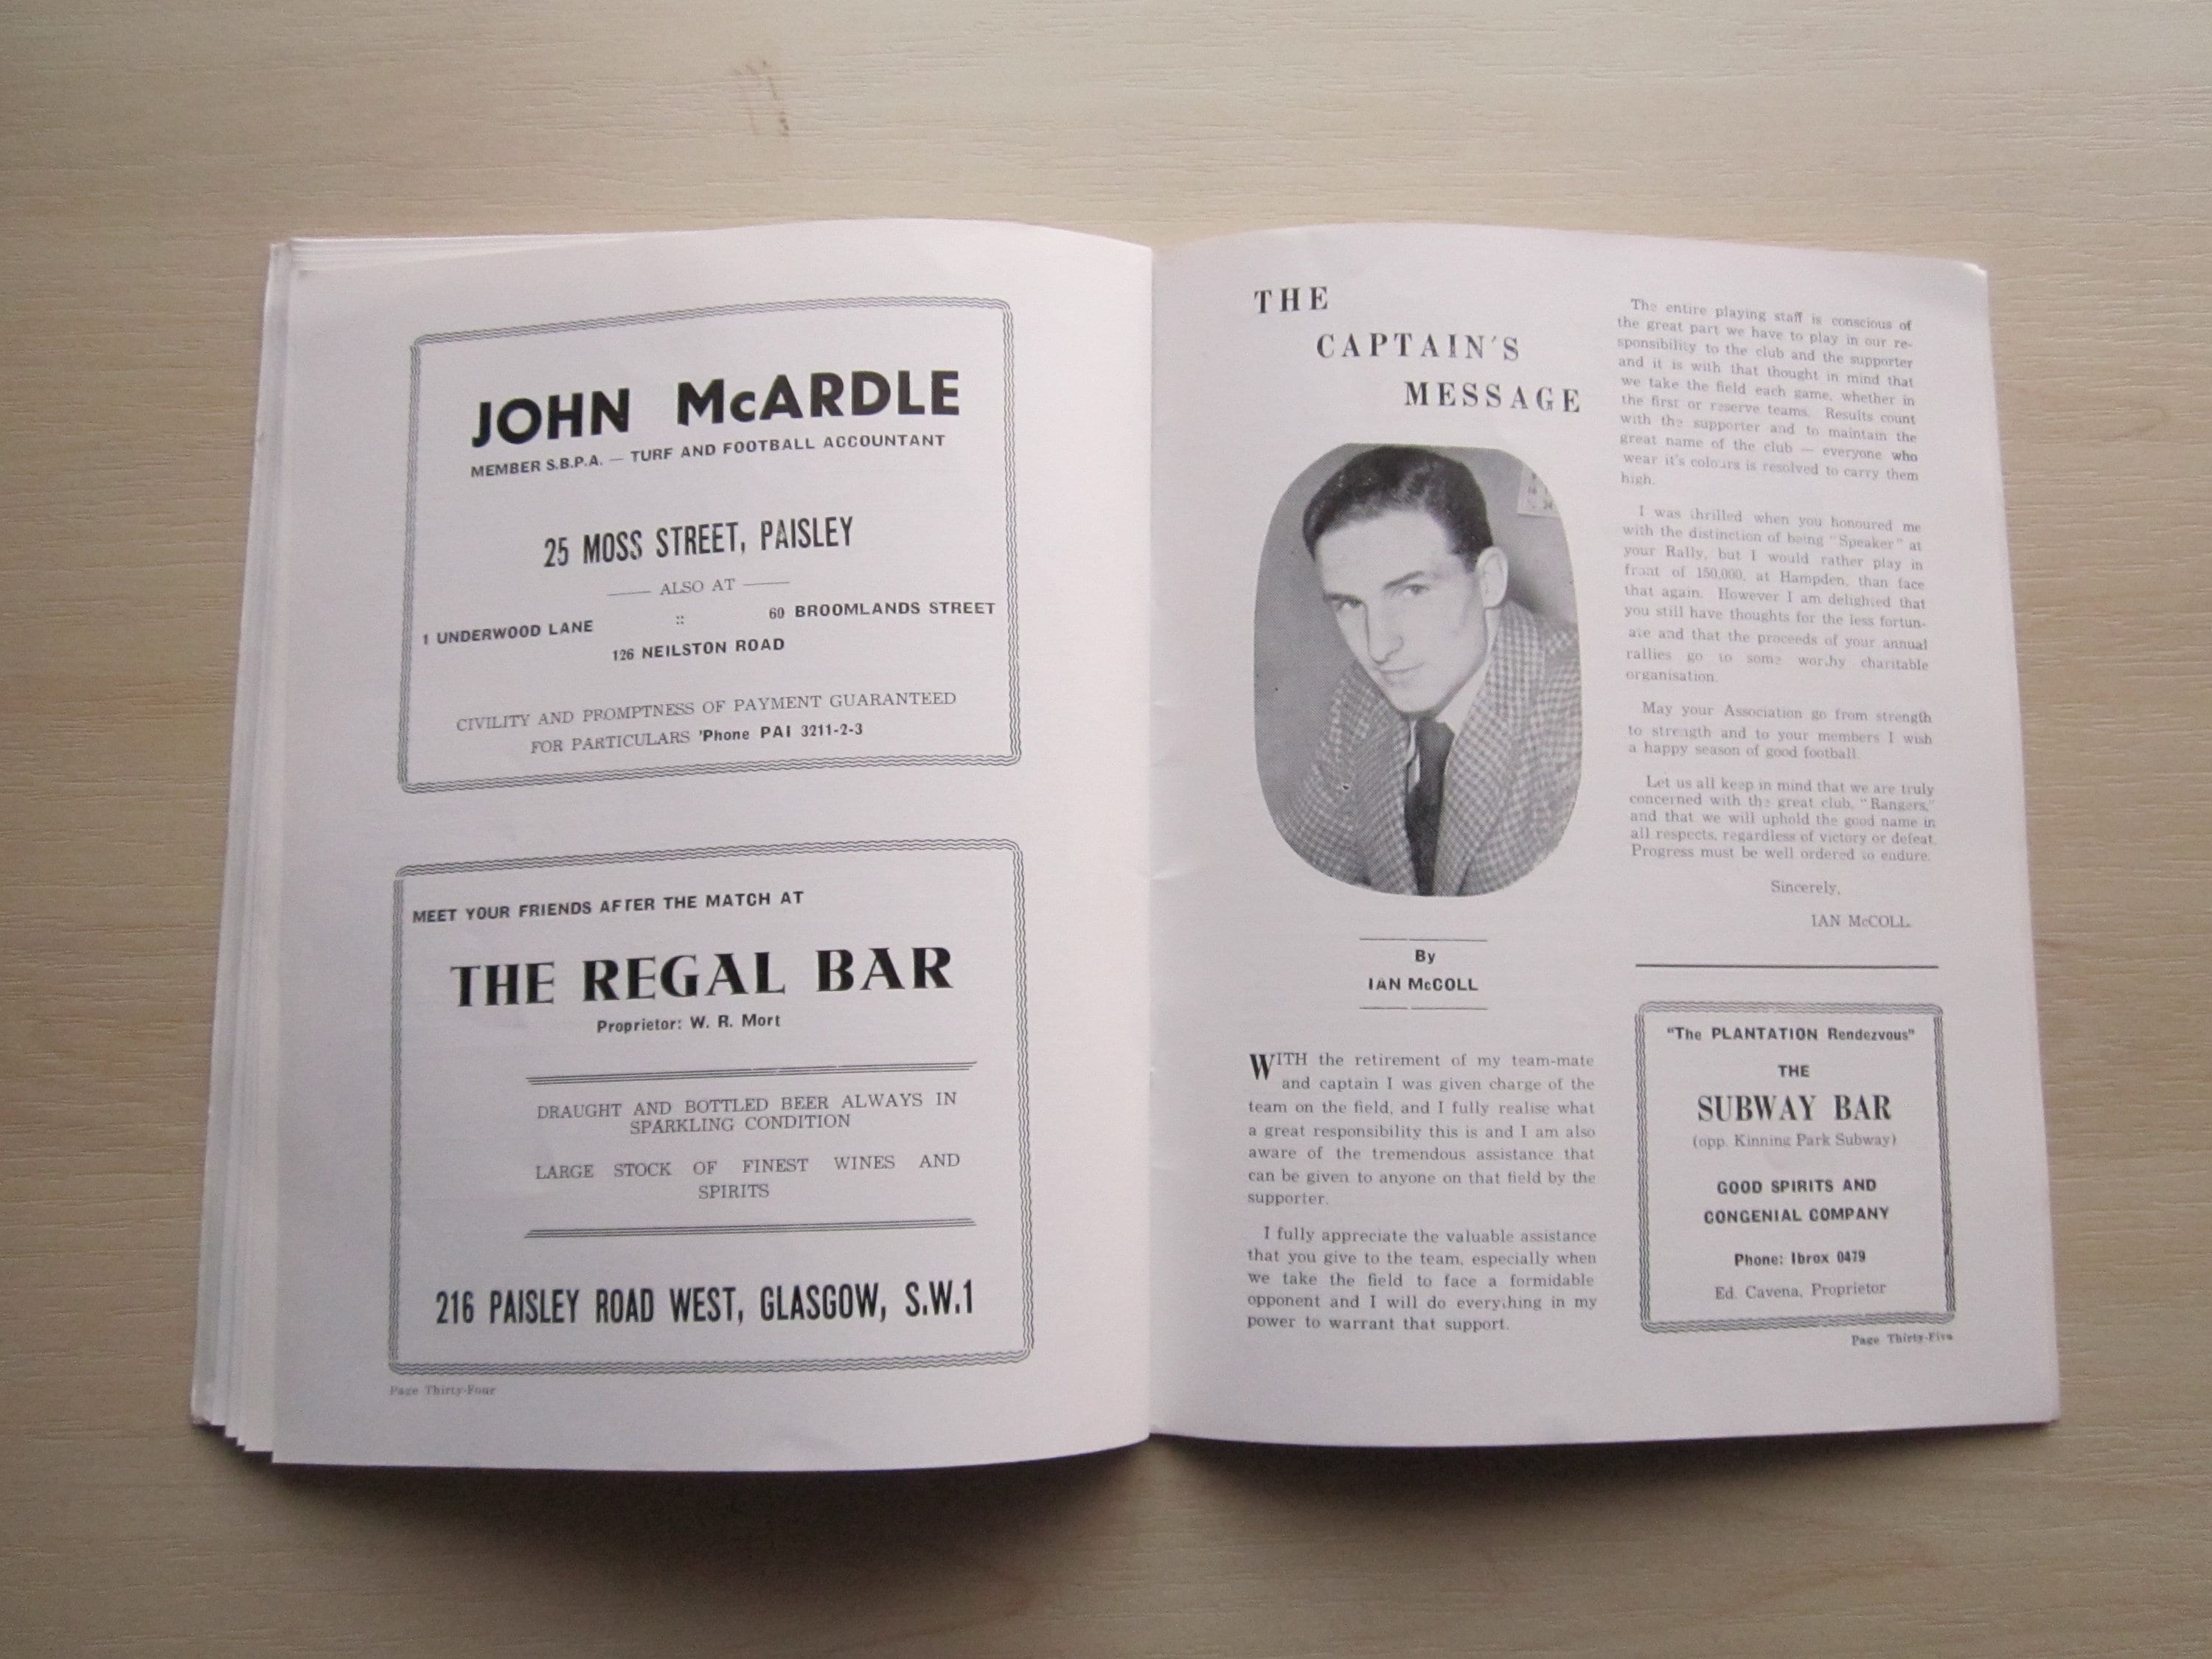 JOHN McARDLE
MEMBER S.B.P.A. — TURF AND FOOTBALL ACCOUNTANT
25 MOSS STREET, PAISLEY
ALSO AT
1 UNDERWOOD LANE :: 60 BROOMLANDS STREET
126 NEILSTON ROAD
CIVILITY AND PROMPTNESS OF PAYMENT GUARANTEED
FOR PARTICULARS 'Phone PAI 3211-2-3
MEET YOUR FRIENDS AFTER THE MATCH AT
THE REGAL BAR
Proprietor: W. R. Mort
DRAUGHT AND BOTTLED BEER ALWAYS IN
SPARKLING CONDITION
LARGE STOCK OF FINEST WINES AND
SPIRITS
216 PAISLEY ROAD WEST, GLASGOW, S.W.1
Page Thirty-Four
THE
CAPTAIN'S
MESSAGE
By
IAN McCOLL
WITH the retirement of my team-mate
and captain I was given charge of the
team on the field, and I fully realise what
a great responsibility this is and I am also
aware of the tremendous assistance that
can be given to anyone on that field by the
supporter.
I fully appreciate the valuable assistance
that you give to the team, especially when
we take the field to face a formidable
opponent and I will do everything in my
power to warrant that support.
The entire playing staff is conscious of
the great part we have to play in our re-
sponsibility to the club and the supporter
and it is with that thought in mind that
we take the field each game, whether in
the first or reserve teams. Results count
with the supporter and to maintain the
great name of the club — everyone who
wear it's colours is resolved to carry them
high.
I was thrilled when you honoured me
with the distinction of being "Speaker" at
your Rally, but I would rather play in
front of 150,000, at Hampden, than face
that again. However I am delighted that
you still have thoughts for the less fortun-
ate and that the proceeds of your annual
rallies go to some worthy charitable
organisation.
May your Association go from strength
to strength and to your members I wish
a happy season of good football.
Let us all keep in mind that we are truly
concerned with the great club, "Rangers,"
and that we will uphold the good name in
all respects, regardless of victory or defeat.
Progress must be well ordered to endure.
Sincerely,
IAN McCOLL.
"The PLANTATION Rendezvous"
THE
SUBWAY BAR
(opp. Kinning Park Subway)
GOOD SPIRITS AND
CONGENIAL COMPANY
Phone: Ibrox 0479
Ed. Cavena, Proprietor
Page Thirty-Five